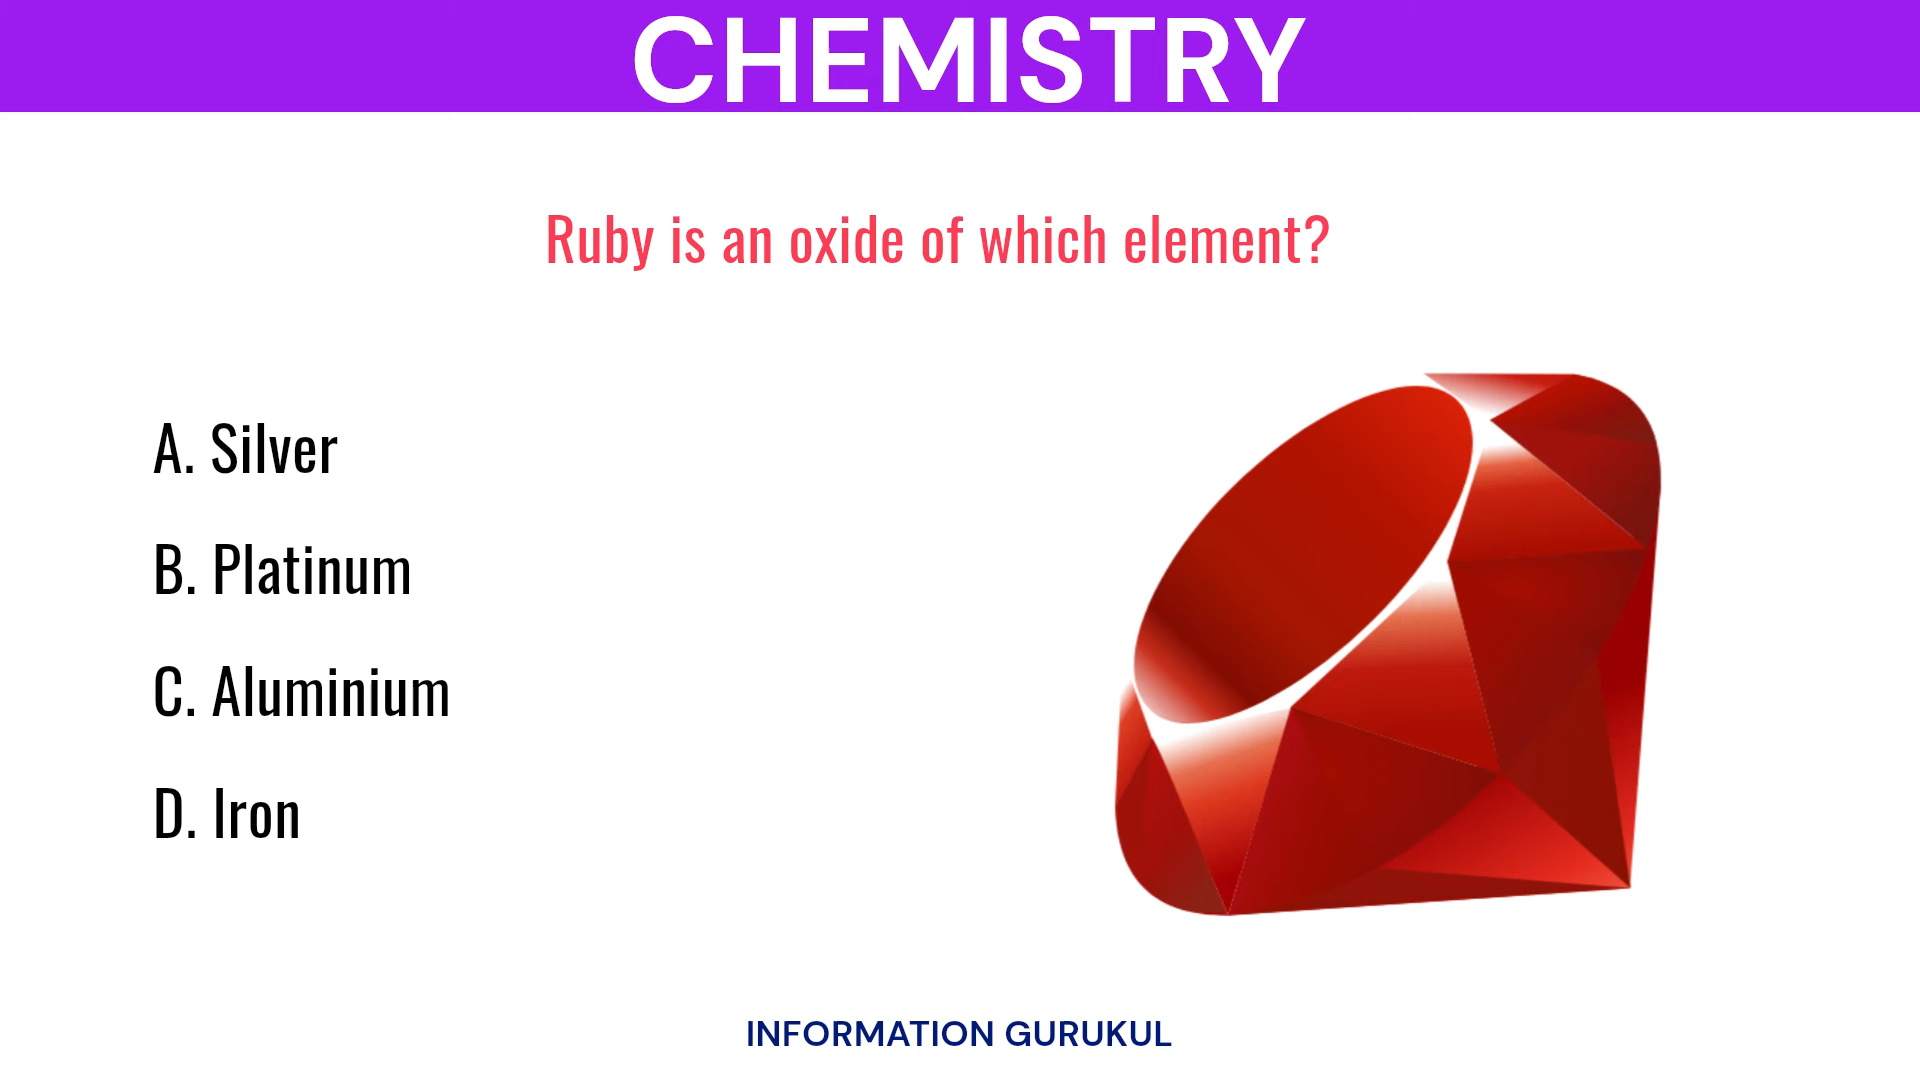 CHEMISTRY
Ruby is an oxide of which element?
A. Silver
B. Platinum
C. Aluminium
D. Iron
INFORMATION GURUKUL